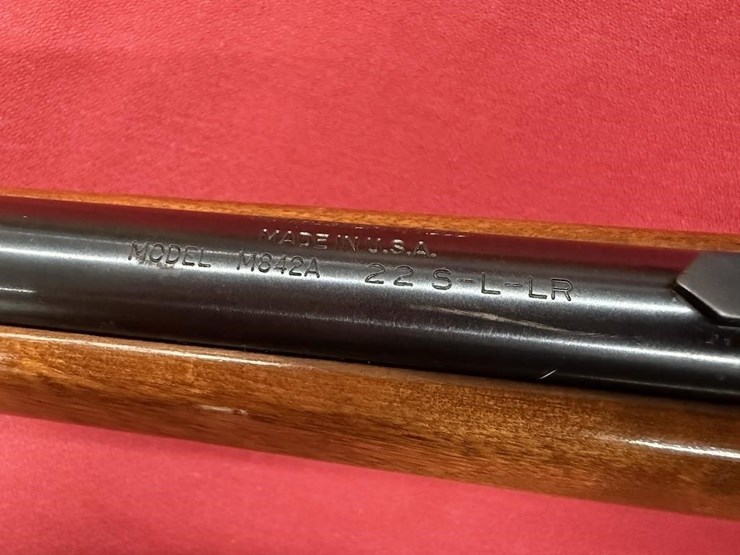 MADE IN U.S.A.
MODEL M842A 22 S-L-LR